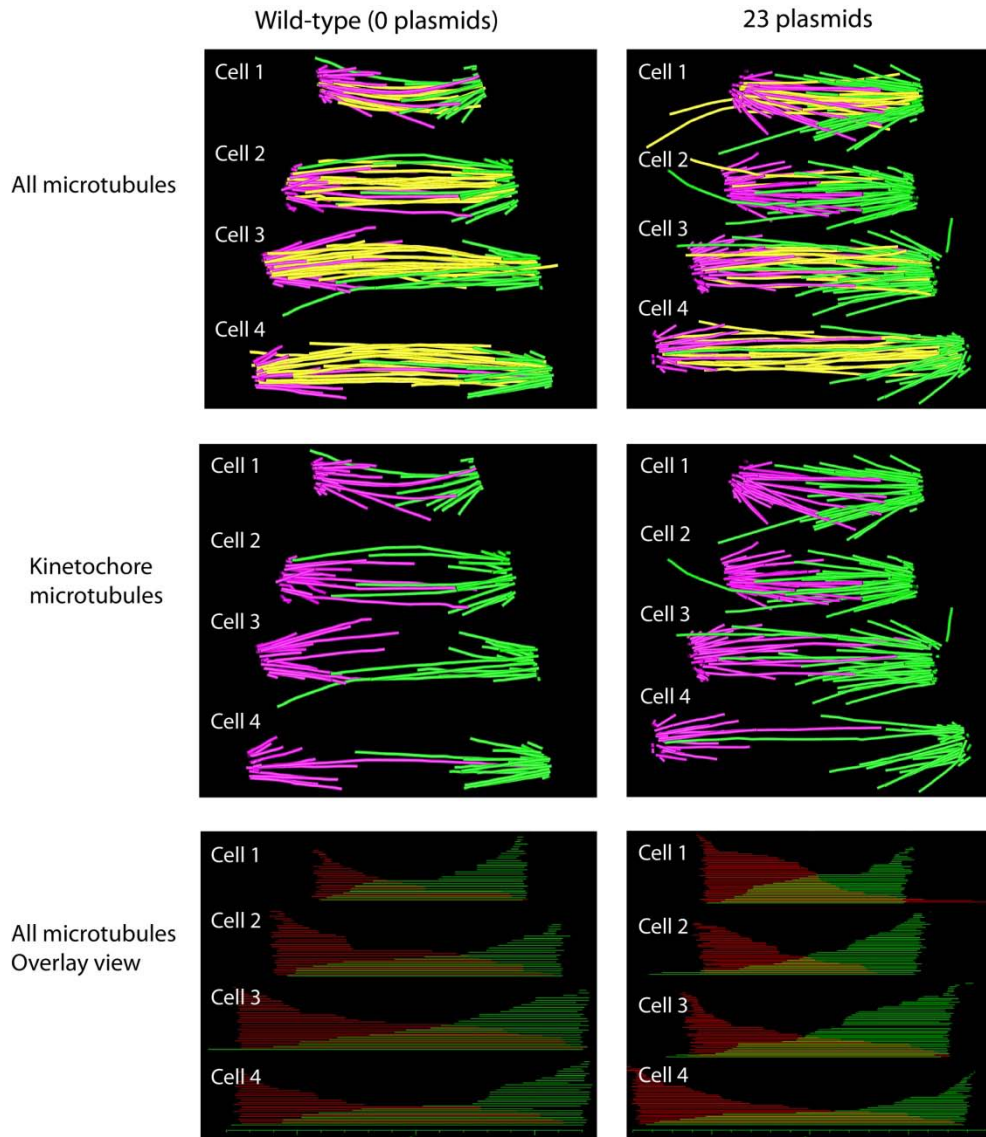 Wild-type (0 plasmids)
23 plasmids
All microtubules
Cell 1
Cell 2
Cell 3
Cell 4
Cell 1
Cell 2
Cell 3
Cell 4
Kinetochore
microtubules
Cell 1
Cell 2
Cell 3
Cell 4
Cell 1
Cell 2
Cell 3
Cell 4
All microtubules
Overlay view
Cell 1
Cell 2
Cell 3
Cell 4
Cell 1
Cell 2
Cell 3
Cell 4